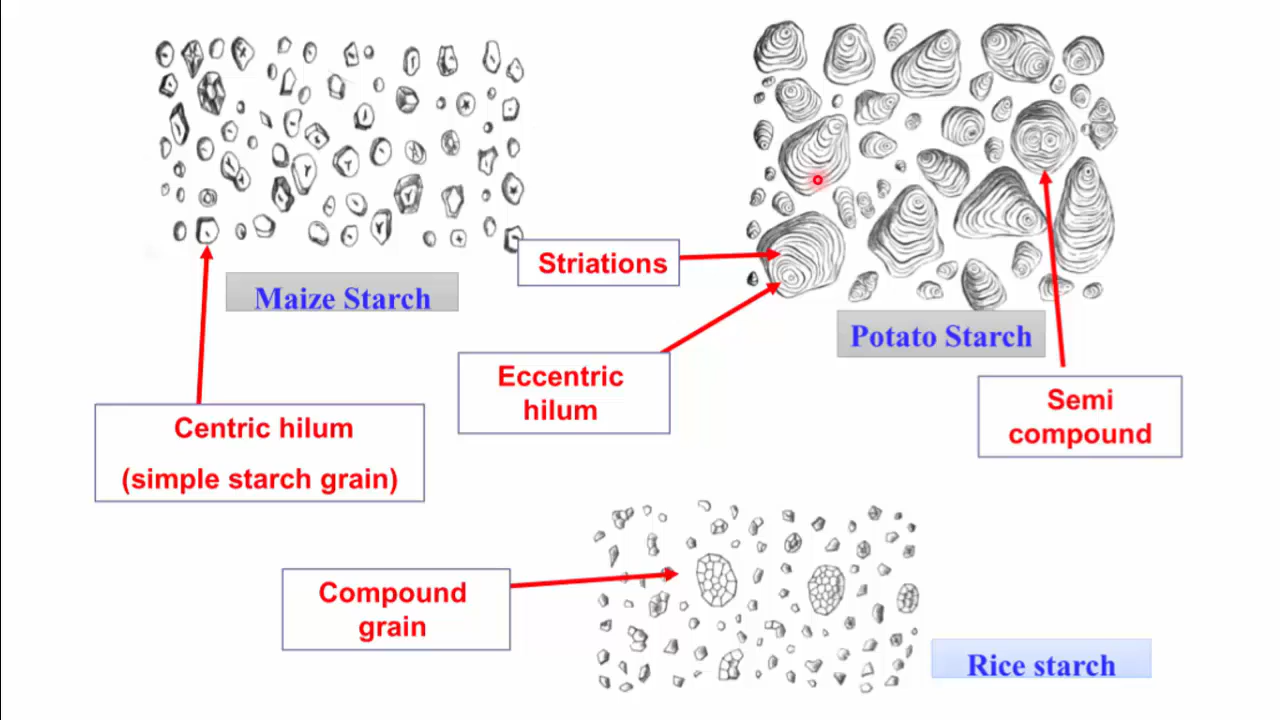 Striations
Maize Starch
Potato Starch
Eccentric
hilum
Semi
compound
Centric hilum
(simple starch grain)
Compound
grain
Rice starch